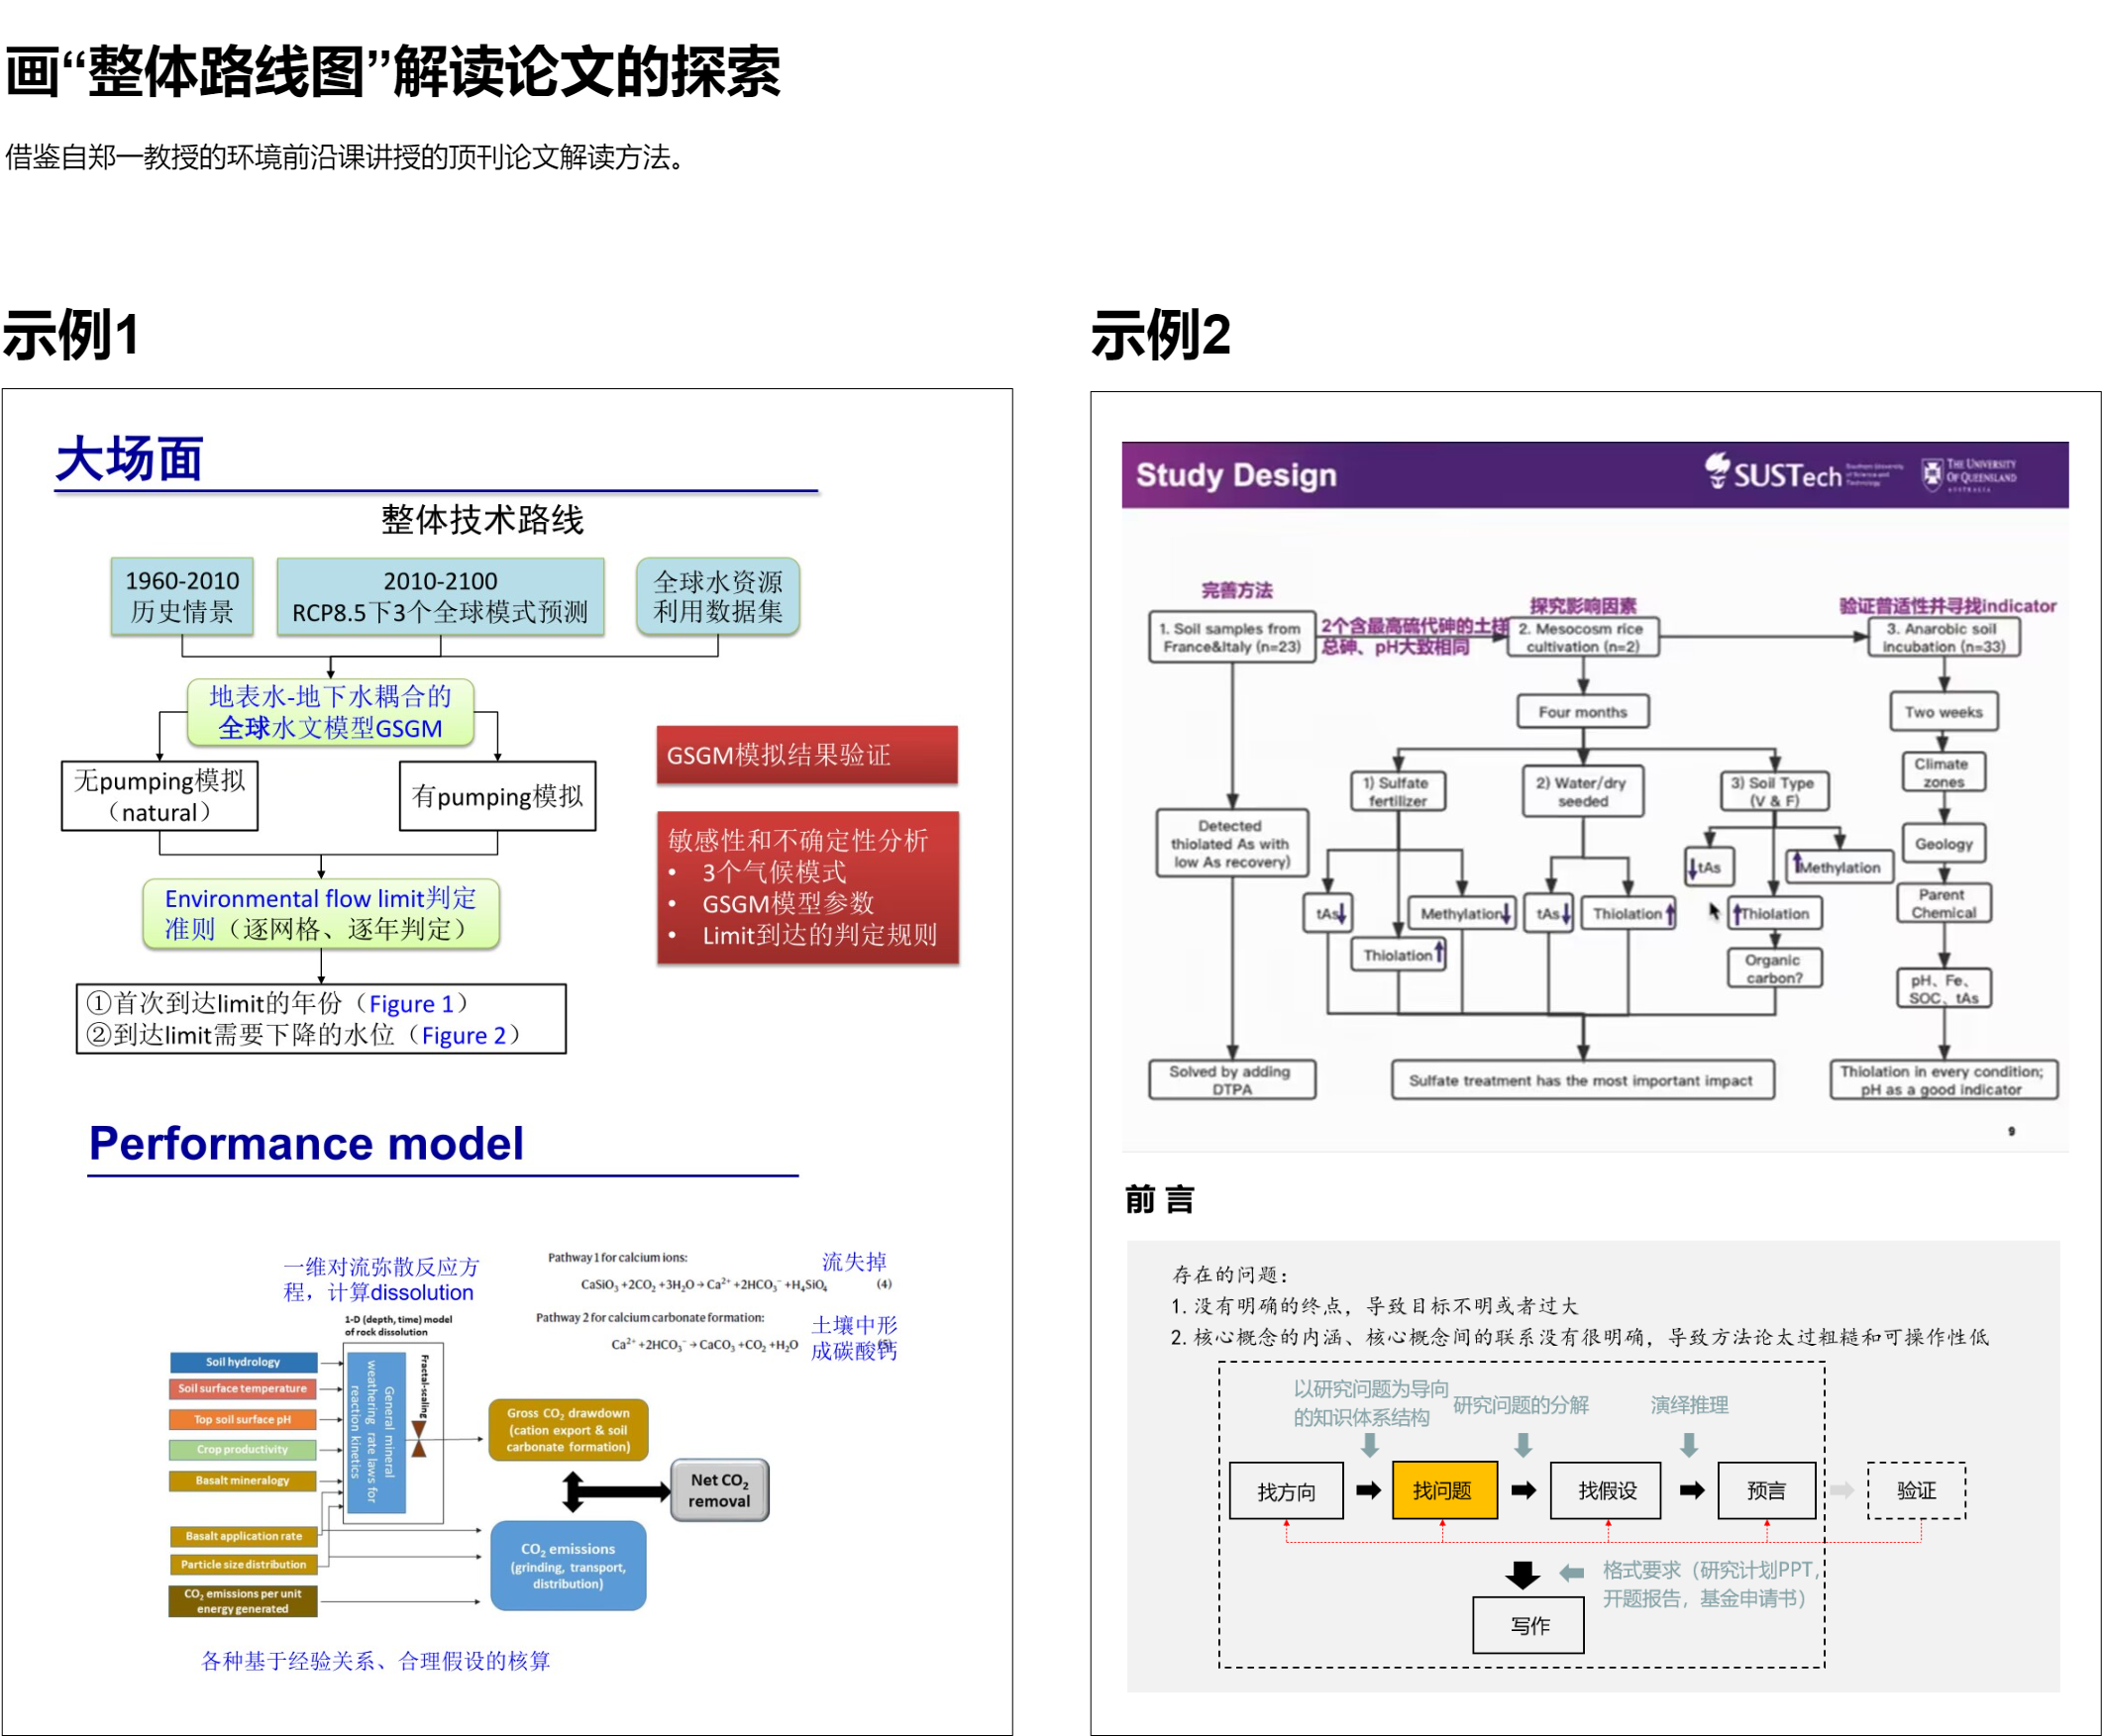 画“整体路线图”解读论文的探索
借鉴自郑一教授的环境前沿课讲授的顶刊论文解读方法。
示例1
大场面
整体技术路线
1960-2010
历史情景
2010-2100
RCP8.5下3个全球模式预测
全球水资源
利用数据集
地表水-地下水耦合的
全球水文模型GSGM
无pumping模拟
（natural）
有pumping模拟
GSGM模拟结果验证
敏感性和不确定性分析
• 3个气候模式
• GSGM模型参数
• Limit到达的判定规则
Environmental flow limit判定
准则（逐网格、逐年判定）
①首次到达limit的年份（Figure 1）
②到达limit需要下降的水位（Figure 2）
Performance model
一维对流弥散反应方
程，计算dissolution
Pathway 1 for calcium ions:
流失掉
CaSiO₃ +2CO₂ +3H₂O → Ca²⁺ +2HCO₃⁻ +H₄SiO₄ (4)
Pathway 2 for calcium carbonate formation:
土壤中形
成碳酸钙
Ca²⁺ +2HCO₃⁻ → CaCO₃ +CO₂ +H₂O
1-D (depth, time) model
of rock dissolution
Soil hydrology
Soil surface temperature
Top soil surface pH
Crop productivity
Basalt mineralogy
Basalt application rate
Particle size distribution
CO₂ emissions per unit
energy generated
General mineral
weathering rate laws for
reaction kinetics
Fractal-scaling
Gross CO₂ drawdown
(cation export & soil
carbonate formation)
Net CO₂
removal
CO₂ emissions
(grinding, transport,
distribution)
各种基于经验关系、合理假设的核算
示例2
Study Design
SUSTech
THE UNIVERSITY
OF QUEENSLAND
AUSTRALIA
完善方法
探究影响因素
验证普适性并寻找indicator
1. Soil samples from
France&Italy (n=23)
2个含最高硫代砷的土样
总砷、pH大致相同
2. Mesocosm rice
cultivation (n=2)
3. Anarobic soil
incubation (n=33)
Four months
Two weeks
1) Sulfate
fertilizer
2) Water/dry
seeded
3) Soil Type
(V & F)
Climate
zones
Detected
thiolated As with
low As recovery)
↓tAs
↑Methylation
Geology
tAs↓
Methylation↓
tAs↓
Thiolation↑
↑Thiolation
Parent
Chemical
Thiolation↑
Organic
carbon?
pH、Fe、
SOC、tAs
Solved by adding
DTPA
Sulfate treatment has the most important impact
Thiolation in every condition;
pH as a good indicator
9
前言
存在的问题：
1. 没有明确的终点，导致目标不明或者过大
2. 核心概念的内涵、核心概念间的联系没有很明确，导致方法论太过粗糙和可操作性低
以研究问题为导向
的知识体系结构
研究问题的分解
演绎推理
找方向
找问题
找假设
预言
验证
格式要求（研究计划PPT，
开题报告，基金申请书）
写作